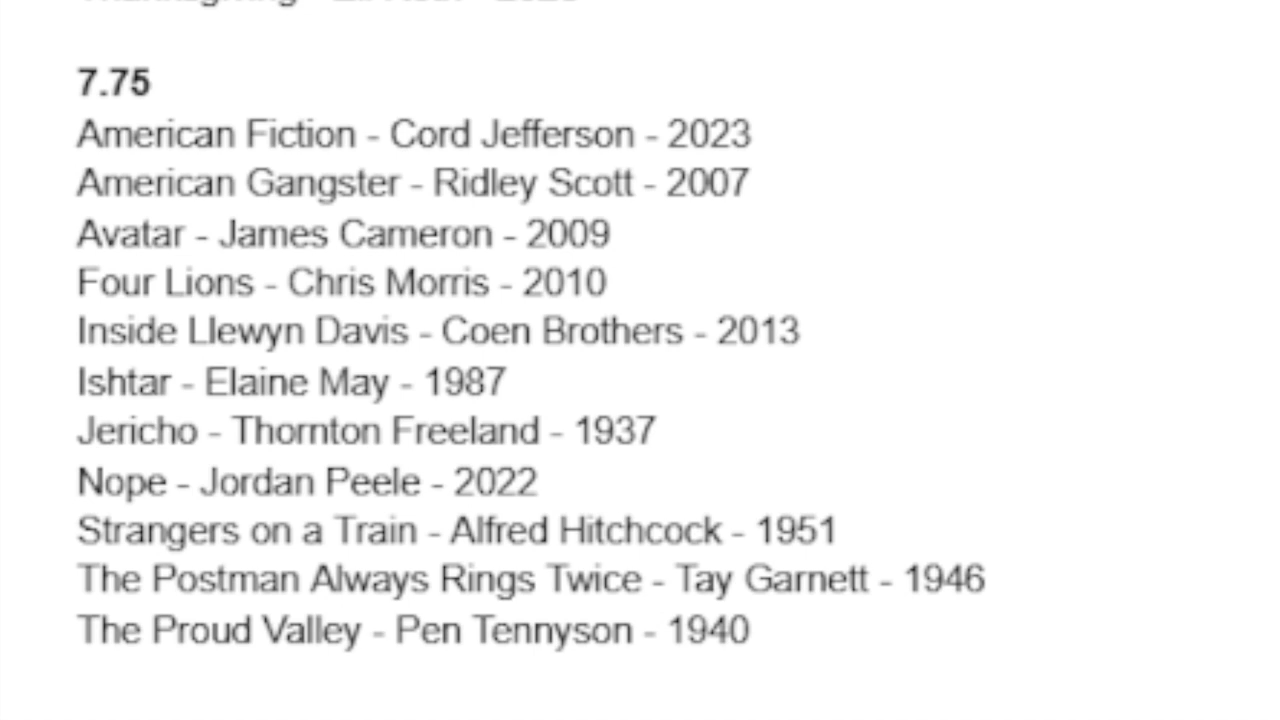 7.75
American Fiction - Cord Jefferson - 2023
American Gangster - Ridley Scott - 2007
Avatar - James Cameron - 2009
Four Lions - Chris Morris - 2010
Inside Llewyn Davis - Coen Brothers - 2013
Ishtar - Elaine May - 1987
Jericho - Thornton Freeland - 1937
Nope - Jordan Peele - 2022
Strangers on a Train - Alfred Hitchcock - 1951
The Postman Always Rings Twice - Tay Garnett - 1946
The Proud Valley - Pen Tennyson - 1940